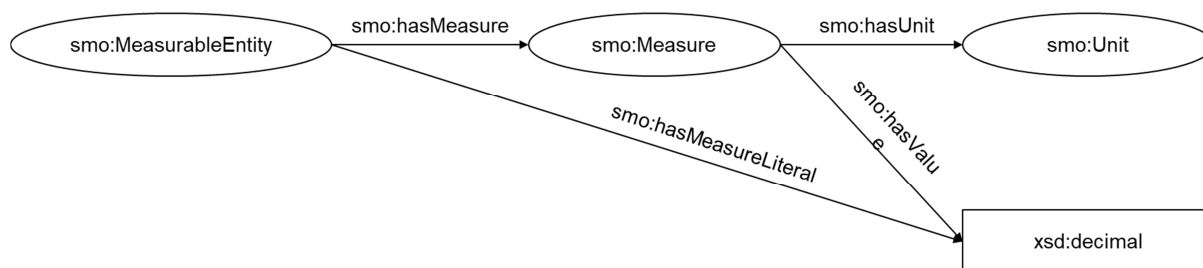 smo:hasMeasure
smo:hasUnit
smo:MeasurableEntity
smo:Measure
smo:Unit
smo:hasMeasureLiteral
smo:hasValu
e
xsd:decimal